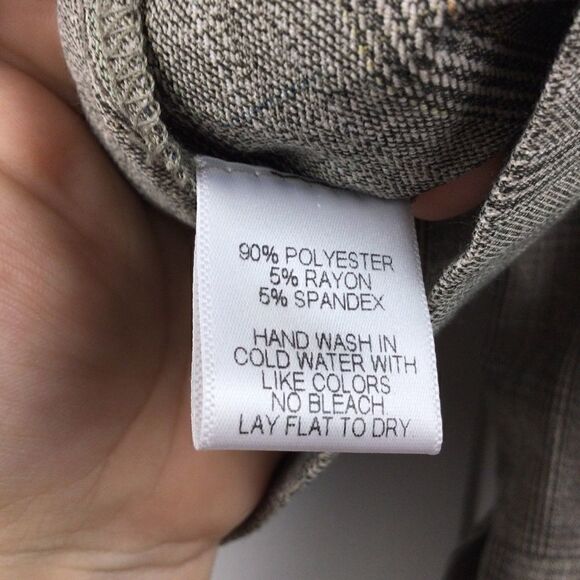 90% POLYESTER
5% RAYON
5% SPANDEX
HAND WASH IN
COLD WATER WITH
LIKE COLORS
NO BLEACH
LAY FLAT TO DRY